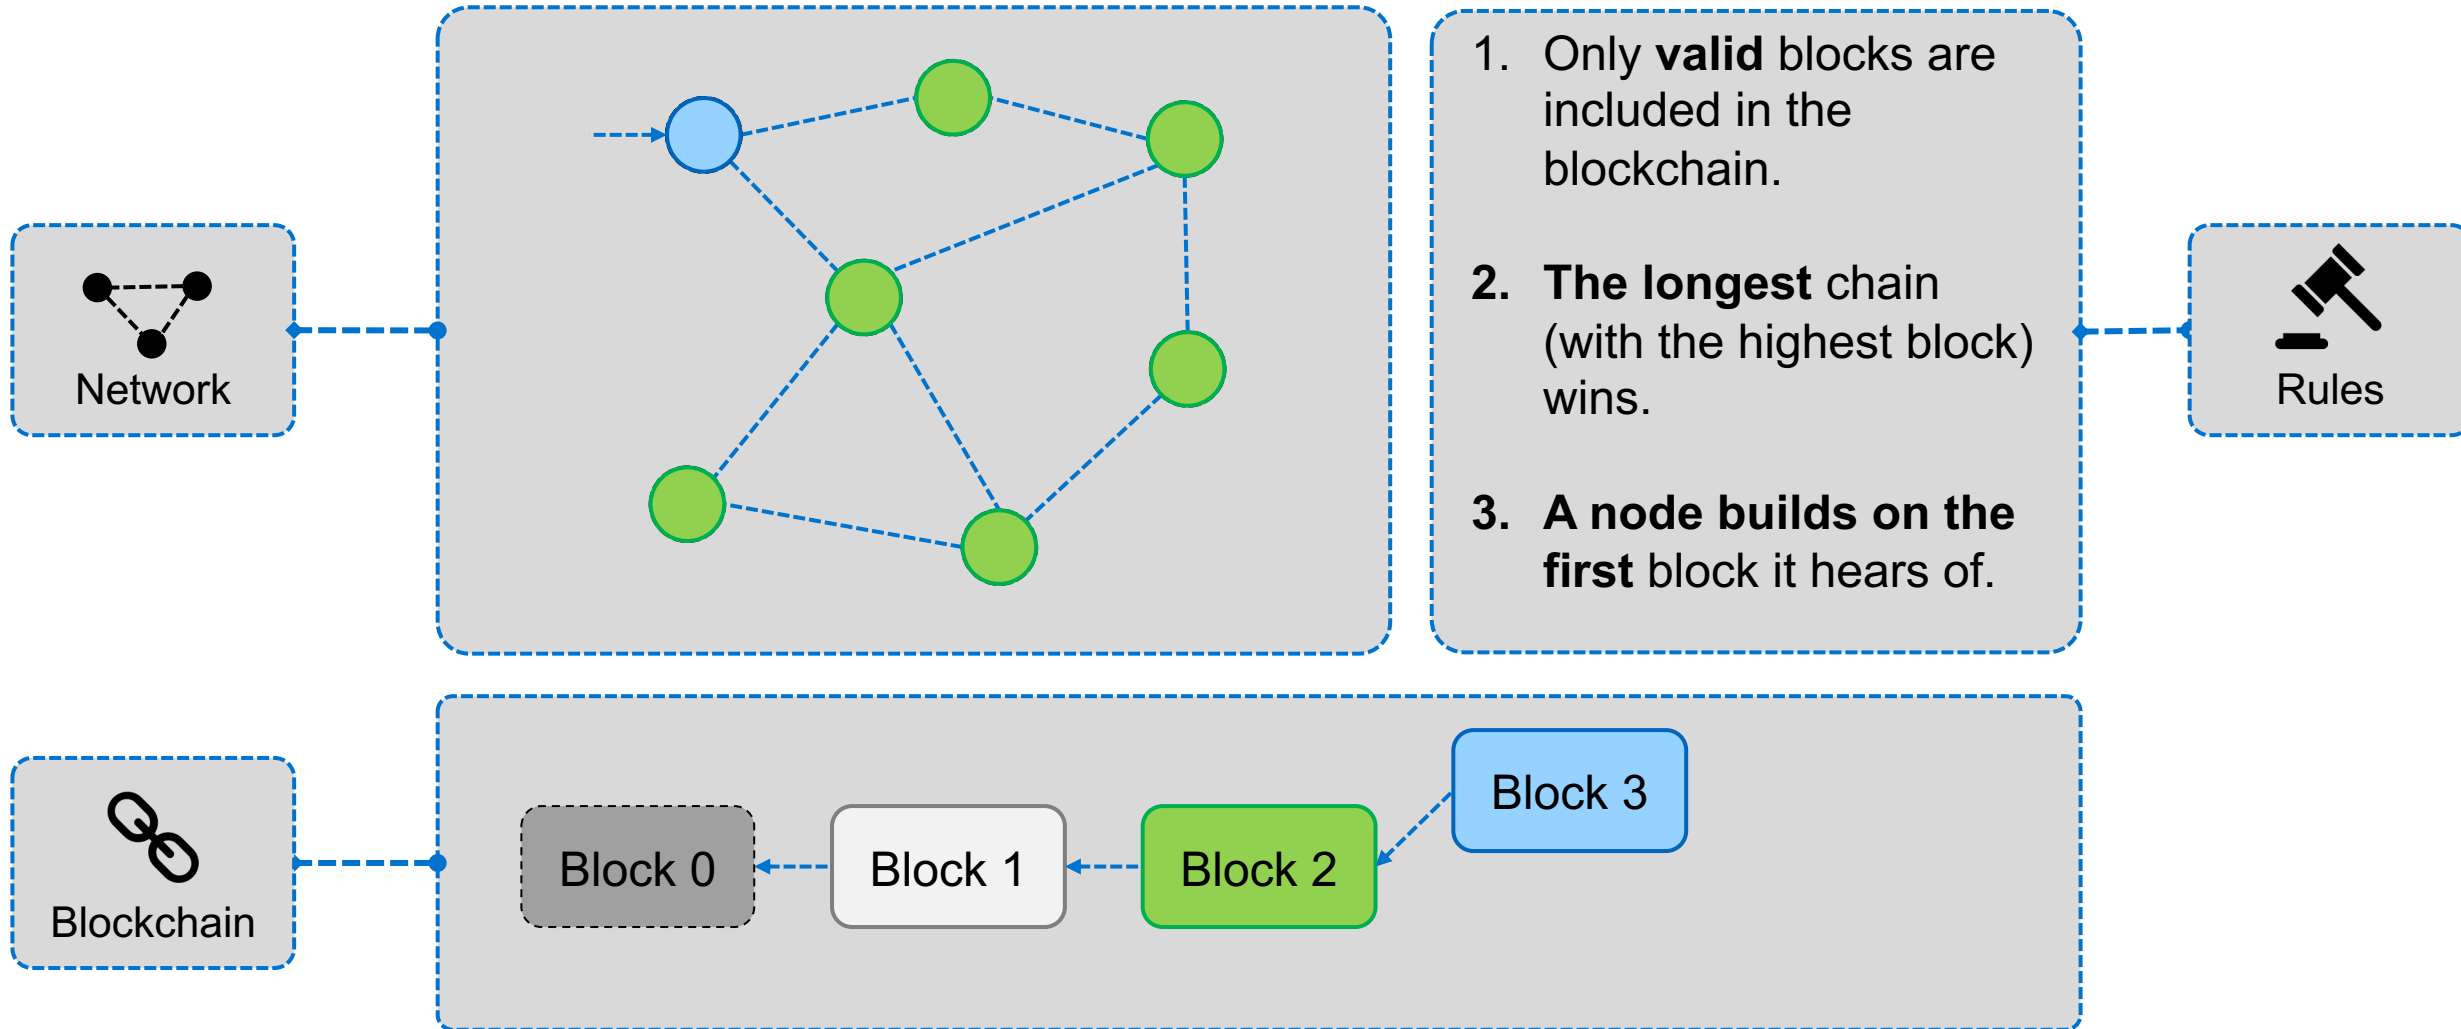 Network
1. Only valid blocks are
included in the
blockchain.
2. The longest chain
(with the highest block)
wins.
3. A node builds on the
first block it hears of.
Rules
Blockchain
Block 0
Block 1
Block 2
Block 3